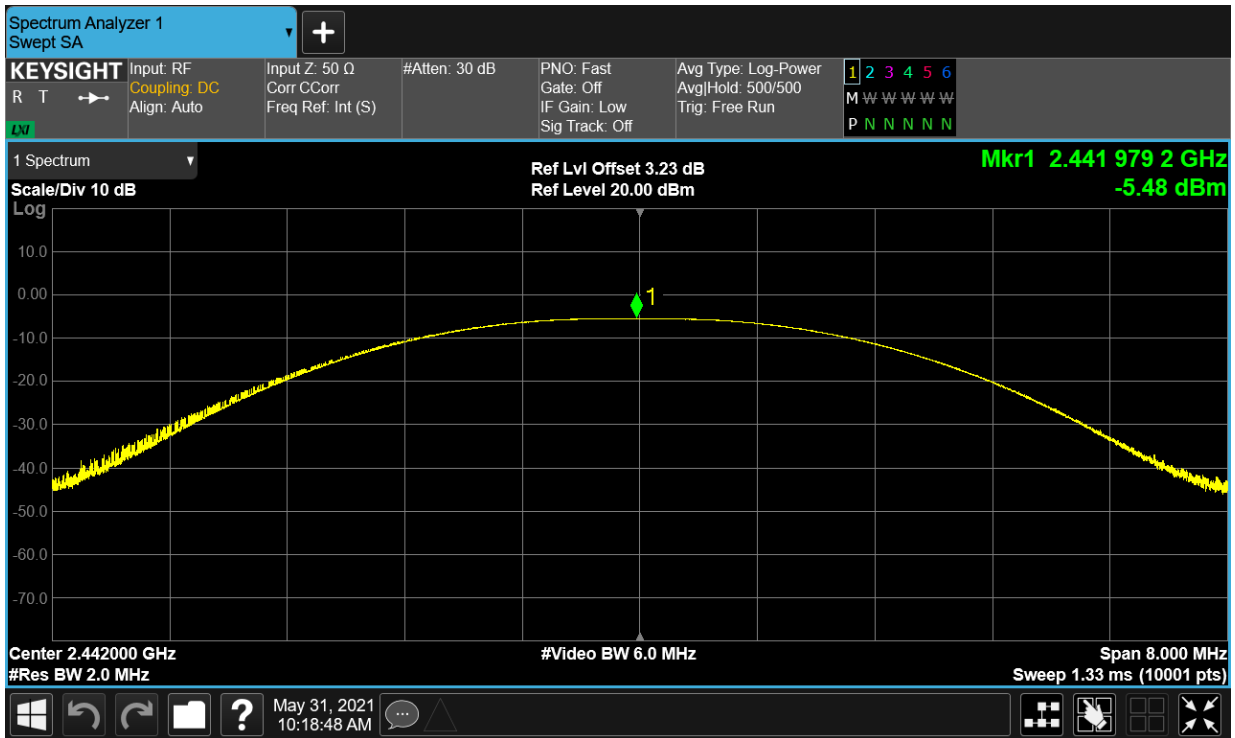 Spectrum Analyzer 1
Swept SA
+
KEYSIGHT
R T
LXI
Input: RF
Coupling: DC
Align: Auto
Input Z: 50 Ω
Corr CCorr
Freq Ref: Int (S)
#Atten: 30 dB
PNO: Fast
Gate: Off
IF Gain: Low
Sig Track: Off
Avg Type: Log-Power
Avg|Hold: 500/500
Trig: Free Run
1 2 3 4 5 6
M W W W W W
P N N N N N
1 Spectrum
Scale/Div 10 dB
Log
Ref Lvl Offset 3.23 dB
Ref Level 20.00 dBm
Mkr1 2.441 979 2 GHz
-5.48 dBm
10.0
0.00
-10.0
-20.0
-30.0
-40.0
-50.0
-60.0
-70.0
1
Center 2.442000 GHz
#Res BW 2.0 MHz
#Video BW 6.0 MHz
Span 8.000 MHz
Sweep 1.33 ms (10001 pts)
?
May 31, 2021
10:18:48 AM